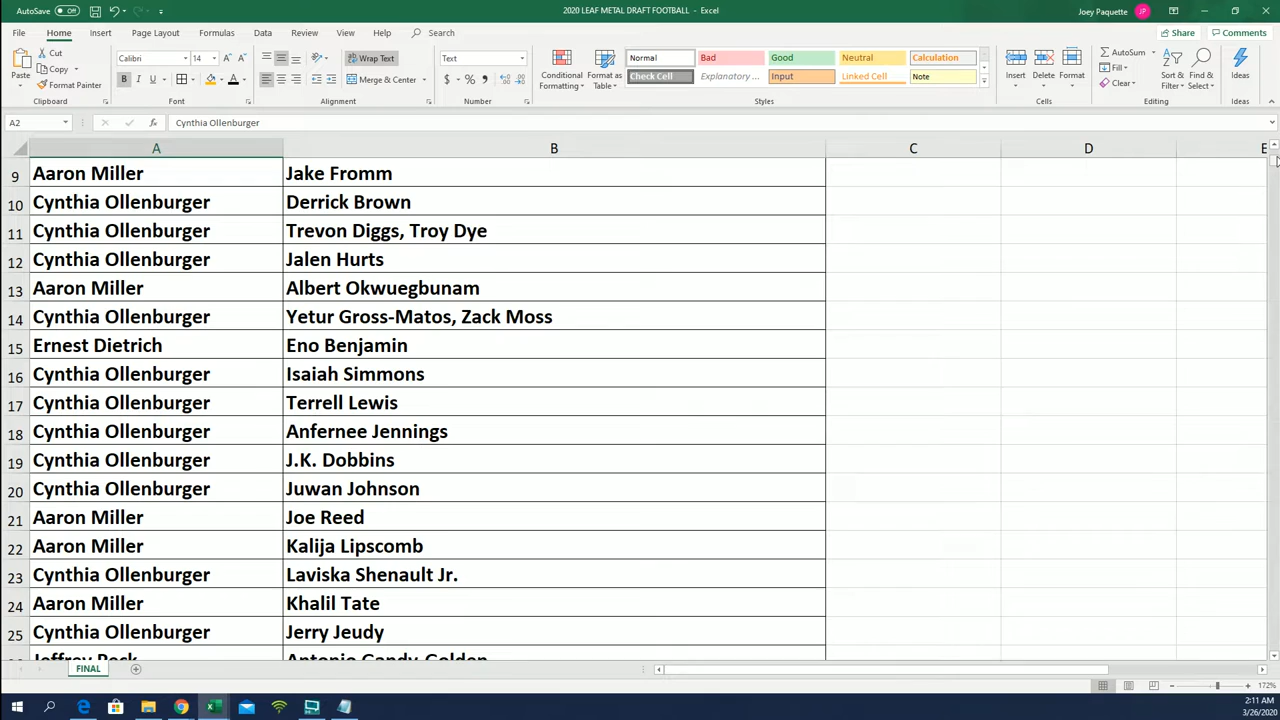 AutoSave Off
2020 LEAF METAL DRAFT FOOTBALL - Excel
Joey Paquette JP
File Home Insert Page Layout Formulas Data Review View Help Search
Share Comments
Paste Cut Copy Format Painter Clipboard
Calibri 14 B I U Font
Wrap Text Merge & Center Alignment
Text $ % Number
Conditional Formatting Format as Table
Normal Bad Good Neutral Calculation
Check Cell Explanatory ... Input Linked Cell Note
Styles
Insert Delete Format Cells
AutoSum Fill Clear Sort & Filter Find & Select Editing
Ideas Ideas
A2 fx Cynthia Ollenburger
A B C D E
9 Aaron Miller Jake Fromm
10 Cynthia Ollenburger Derrick Brown
11 Cynthia Ollenburger Trevon Diggs, Troy Dye
12 Cynthia Ollenburger Jalen Hurts
13 Aaron Miller Albert Okwuegbunam
14 Cynthia Ollenburger Yetur Gross-Matos, Zack Moss
15 Ernest Dietrich Eno Benjamin
16 Cynthia Ollenburger Isaiah Simmons
17 Cynthia Ollenburger Terrell Lewis
18 Cynthia Ollenburger Anfernee Jennings
19 Cynthia Ollenburger J.K. Dobbins
20 Cynthia Ollenburger Juwan Johnson
21 Aaron Miller Joe Reed
22 Aaron Miller Kalija Lipscomb
23 Cynthia Ollenburger Laviska Shenault Jr.
24 Aaron Miller Khalil Tate
25 Cynthia Ollenburger Jerry Jeudy
FINAL
172%
2:11 AM
3/26/2020